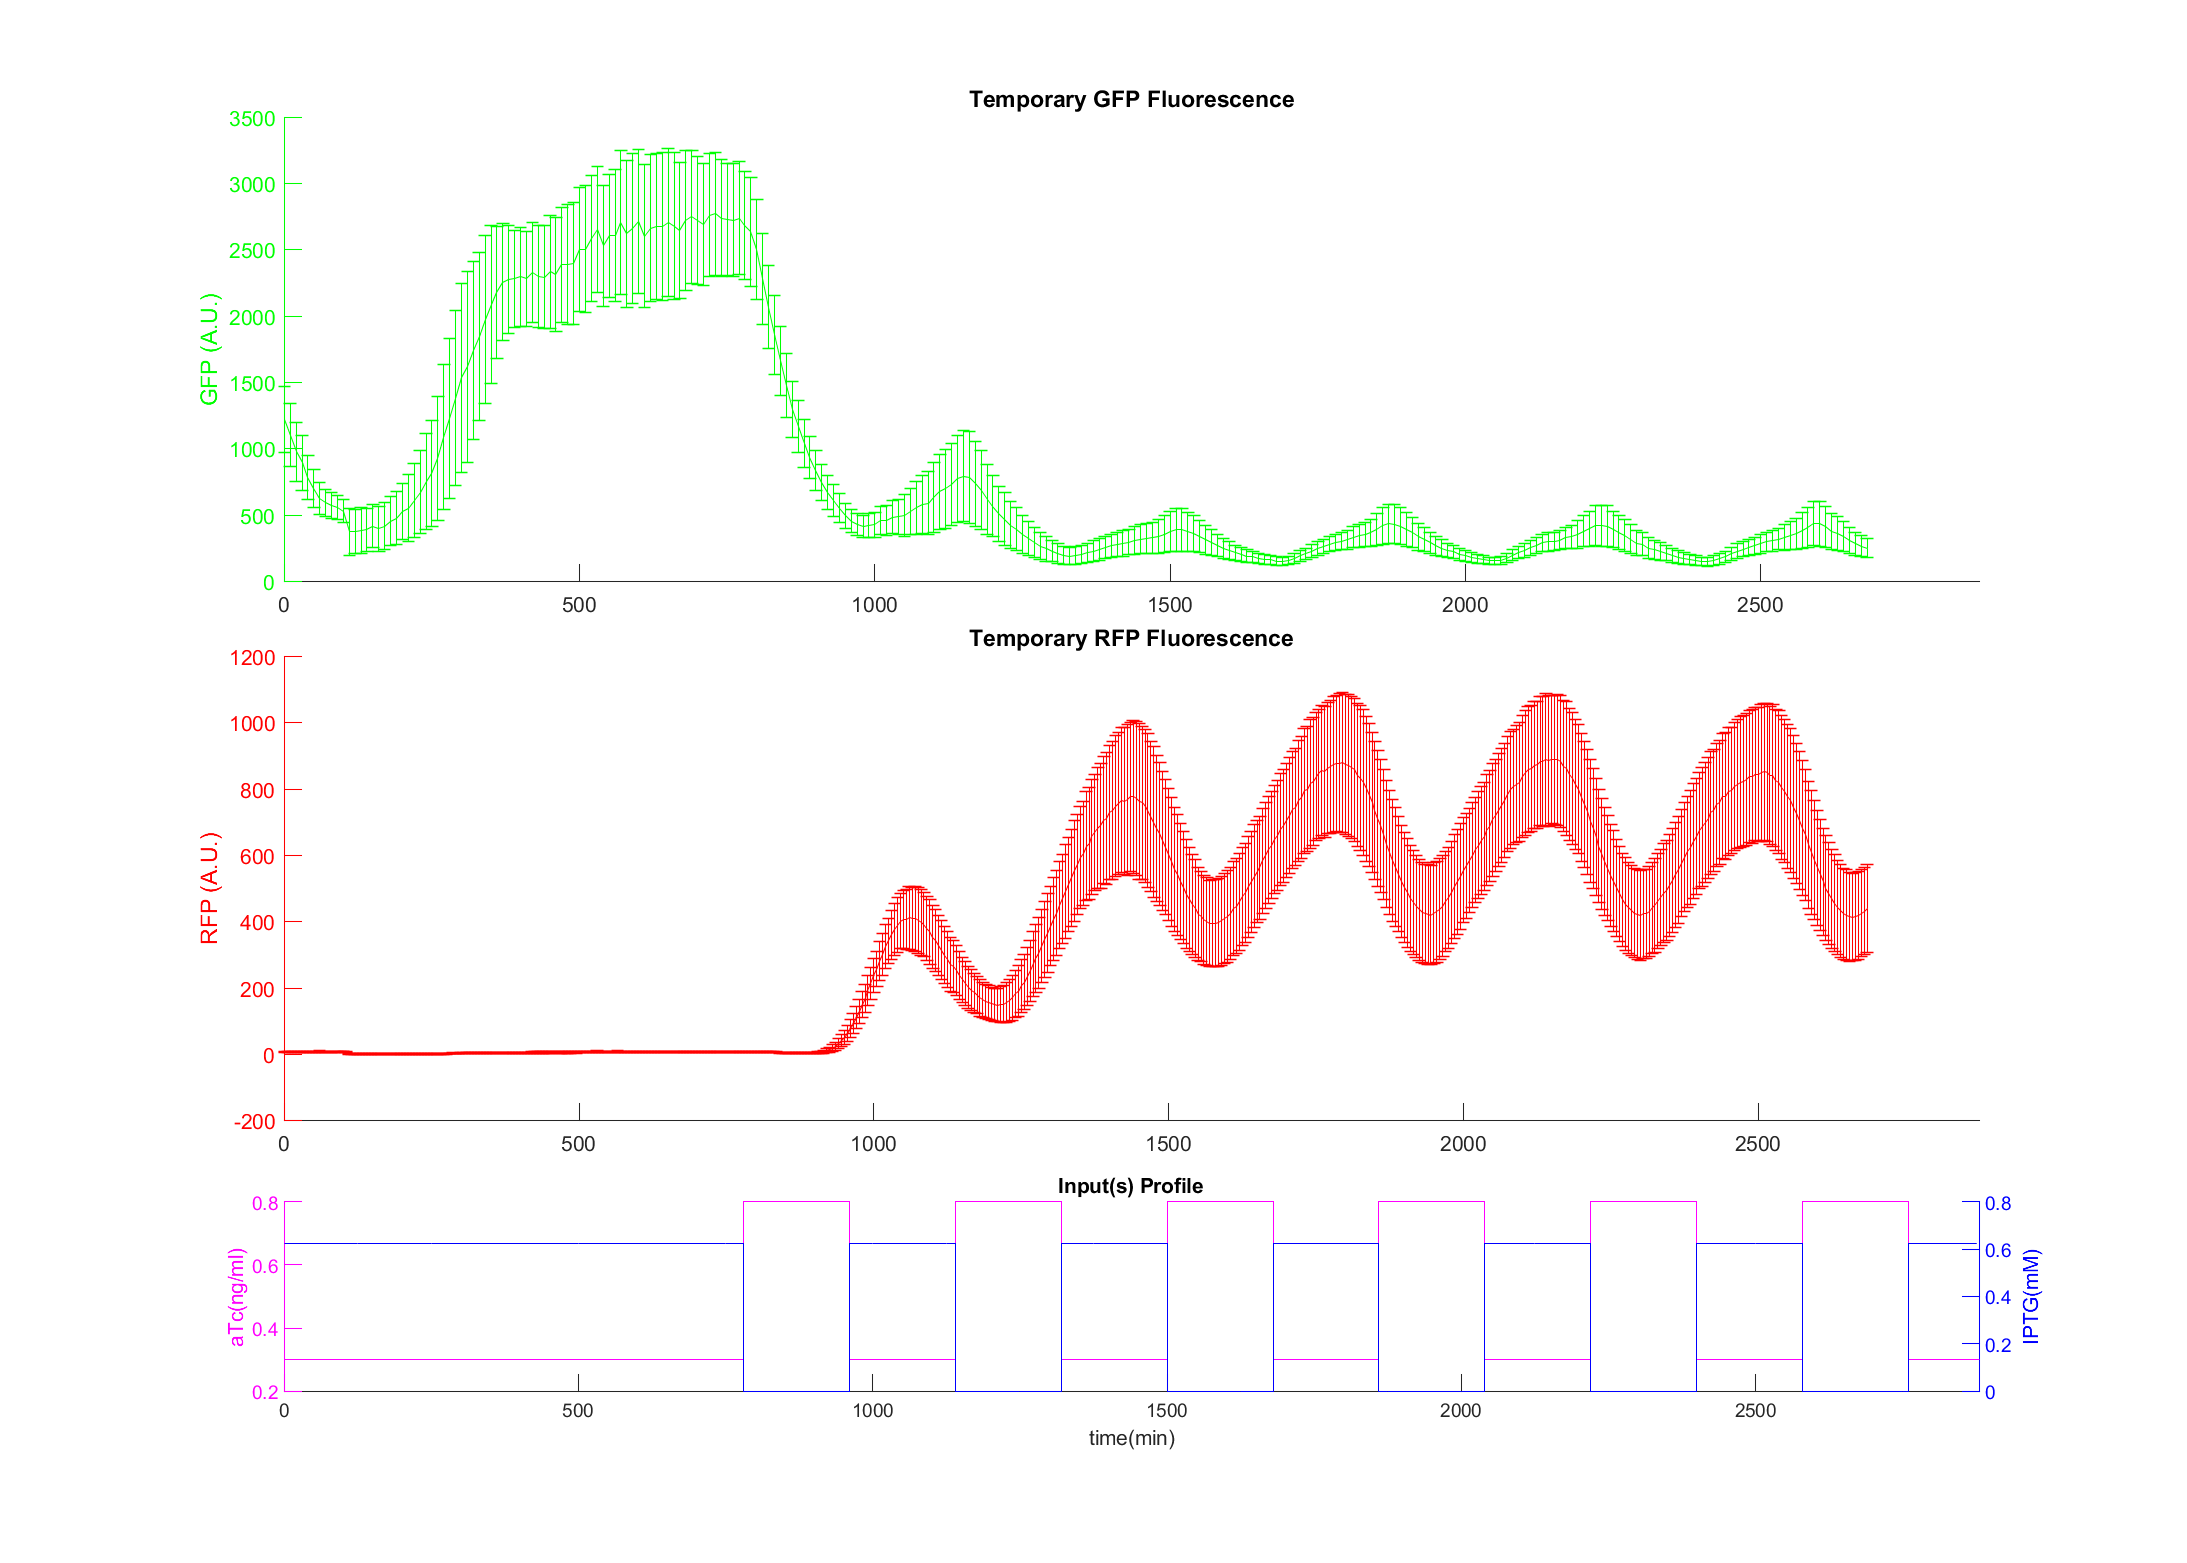 Temporary GFP Fluorescence
GFP (A.U.)
3500
3000
2500
2000
1500
1000
500
0
0 500 1000 1500 2000 2500
Temporary RFP Fluorescence
RFP (A.U.)
1200
1000
800
600
400
200
0
-200
0 500 1000 1500 2000 2500
Input(s) Profile
aTc(ng/ml)
0.8
0.6
0.4
0.2
0.8
0.6
0.4
0.2
0
IPTG(mM)
0 500 1000 1500 2000 2500
time(min)